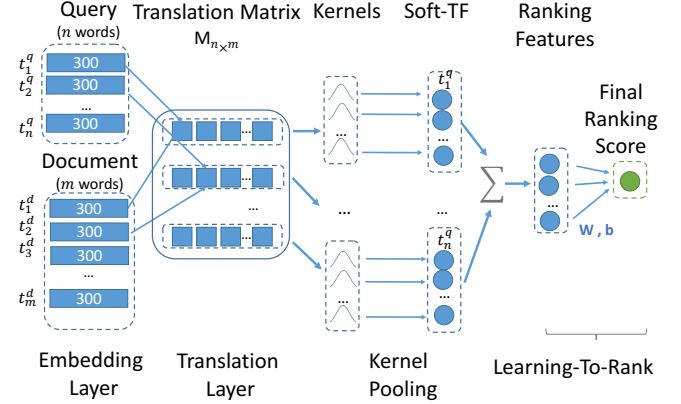 Query
(n words)
t_1^q 300
t_2^q 300
...
t_n^q 300
Document
(m words)
t_1^d 300
t_2^d 300
t_3^d 300
...
t_m^d 300
Embedding
Layer
Translation Matrix
M_{n×m}
...
...
...
...
Translation
Layer
Kernels
...
...
...
Soft-TF
t_1^q
...
...
t_n^q
...
Kernel
Pooling
∑
Ranking
Features
...
W , b
Final
Ranking
Score
Learning-To-Rank